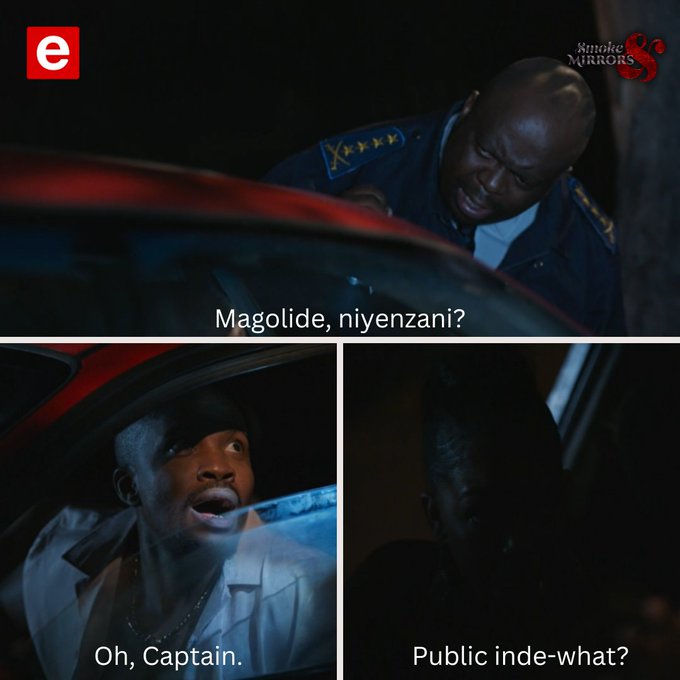 e
Smoke &
MIRRORS
Magolide, niyenzani?
Oh, Captain.
Public inde-what?